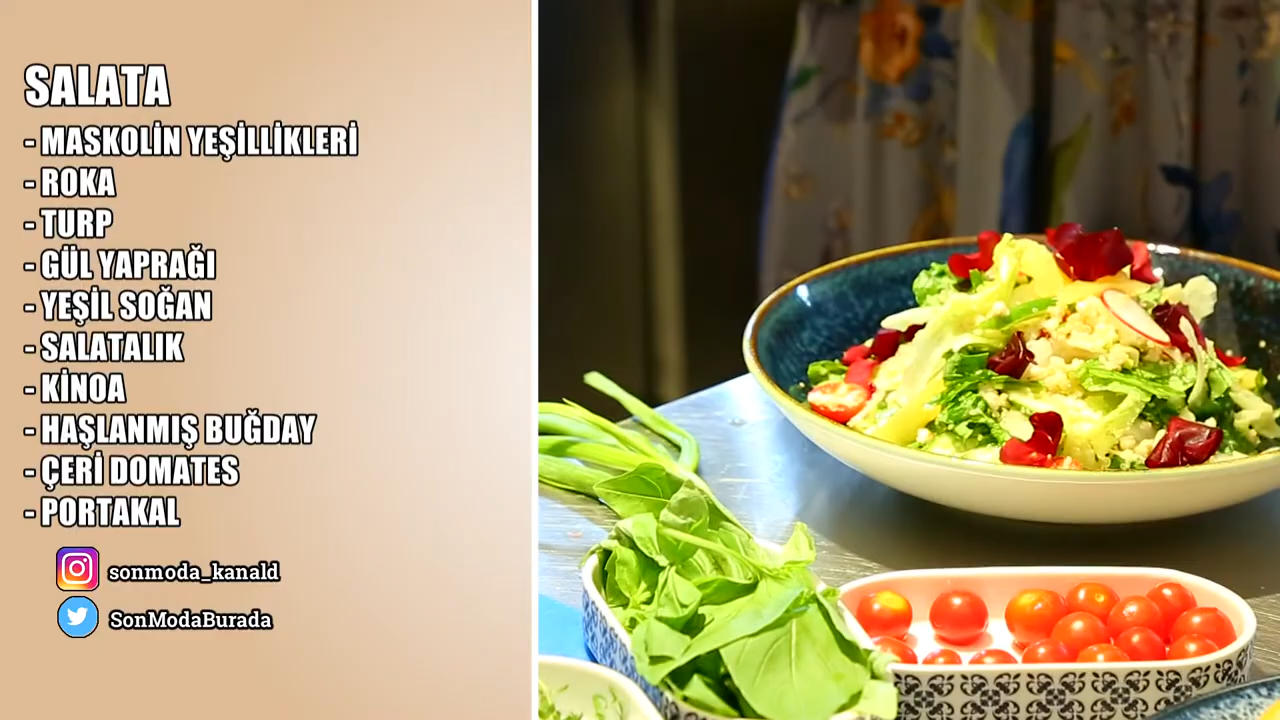 SALATA
- MASKOLİN YEŞİLLİKLERİ
- ROKA
- TURP
- GÜL YAPRAĞI
- YEŞİL SOĞAN
- SALATALIK
- KİNOA
- HAŞLANMIŞ BUĞDAY
- ÇERİ DOMATES
- PORTAKAL
sonmoda_kanald
SonModaBurada